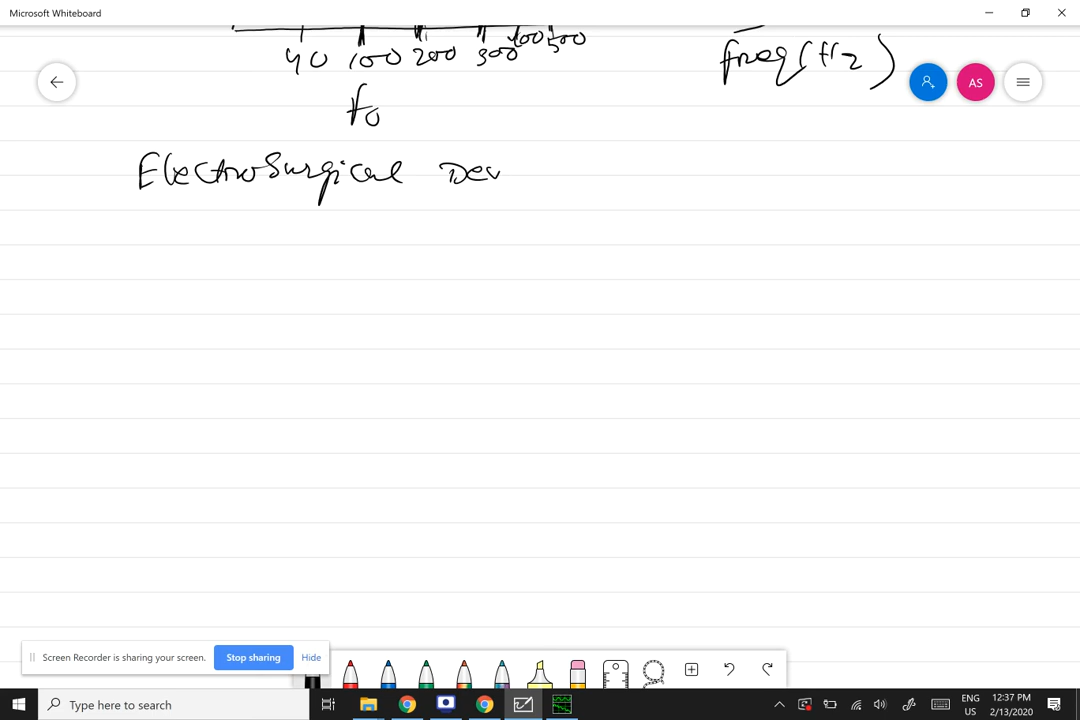 Microsoft Whiteboard
40 100 200 300 400 500
freq (Hz)
AS
f0
ElectroSurgical Dev
Screen Recorder is sharing your screen. Stop sharing Hide
Type here to search
ENG
US
12:37 PM
2/13/2020